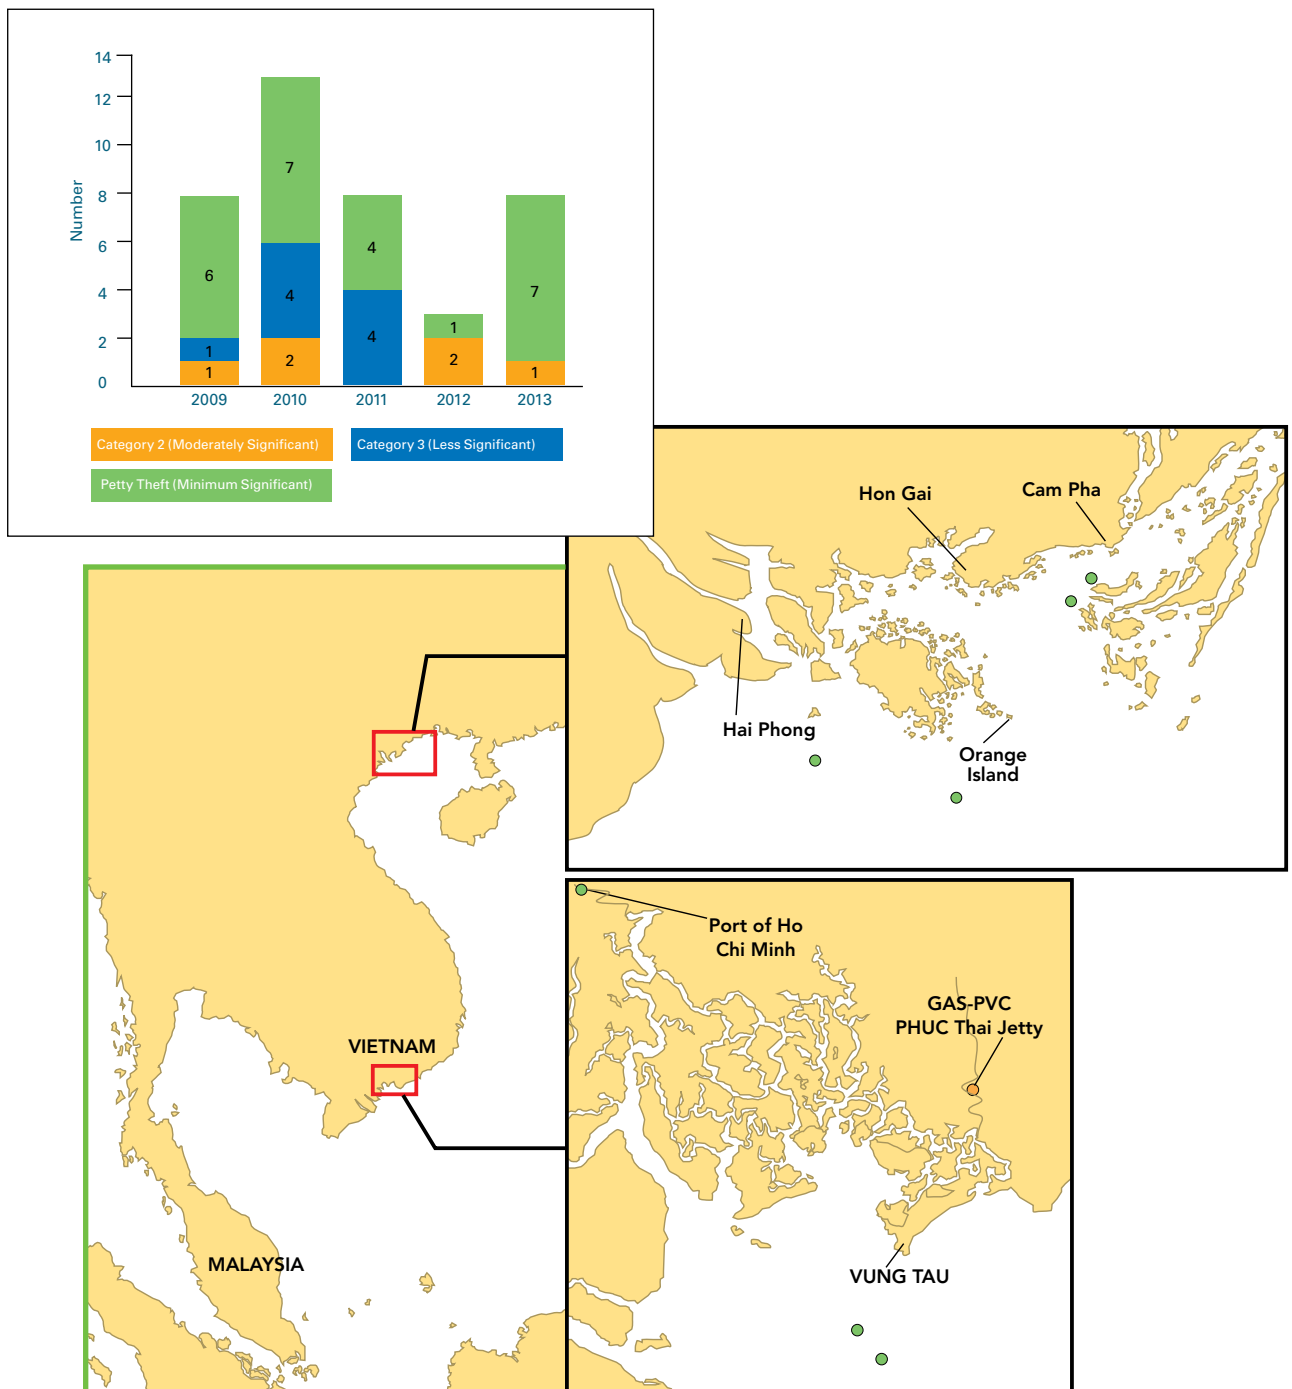 14
12
10
8
6
4
2
0
Number
7
6
4
4
7
4
1
1
2
2
1
1
2009 2010 2011 2012 2013
Category 2 (Moderately Significant) Category 3 (Less Significant)
Petty Theft (Minimum Significant)
Hon Gai
Cam Pha
Hai Phong
Orange
Island
Port of Ho
Chi Minh
GAS-PVC
PHUC Thai Jetty
VIETNAM
MALAYSIA
VUNG TAU